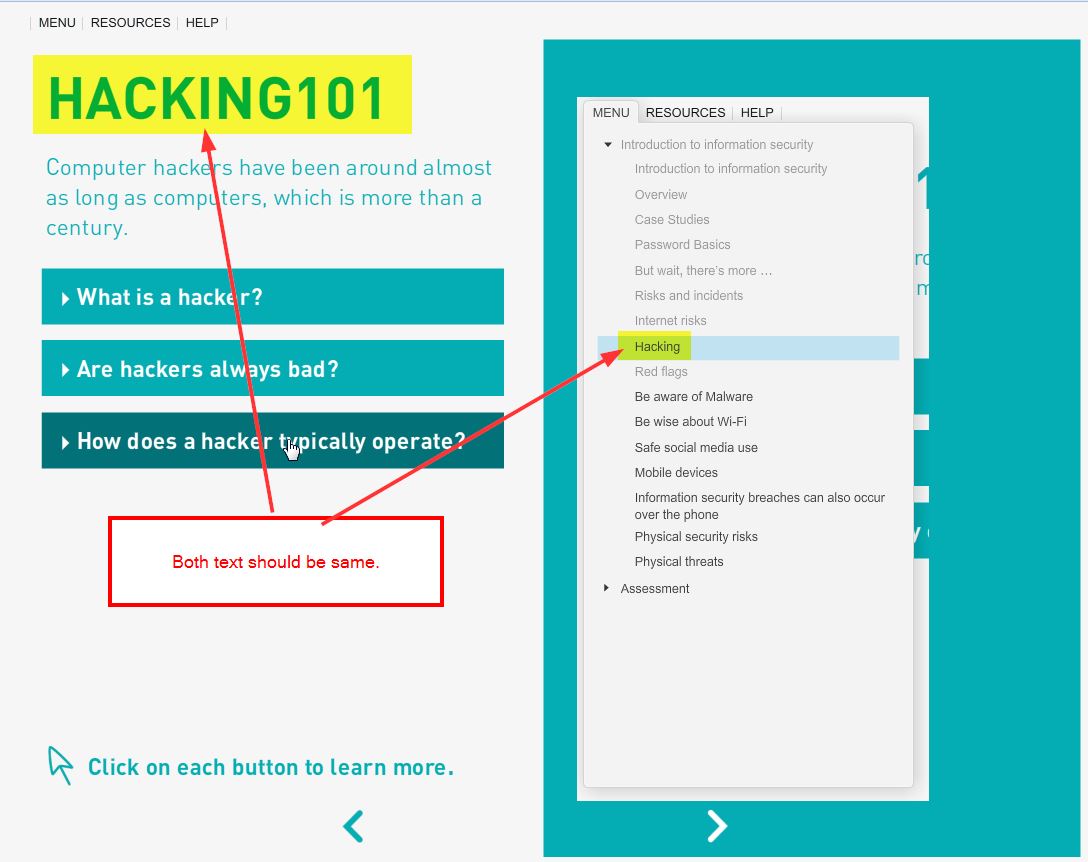 MENU RESOURCES HELP
HACKING101
Computer hackers have been around almost
as long as computers, which is more than a
century.
What is a hacker?
Are hackers always bad?
How does a hacker typically operate?
Both text should be same.
Click on each button to learn more.
MENU RESOURCES HELP
Introduction to information security
Introduction to information security
Overview
Case Studies
Password Basics
But wait, there's more ...
Risks and incidents
Internet risks
Hacking
Red flags
Be aware of Malware
Be wise about Wi-Fi
Safe social media use
Mobile devices
Information security breaches can also occur
over the phone
Physical security risks
Physical threats
Assessment